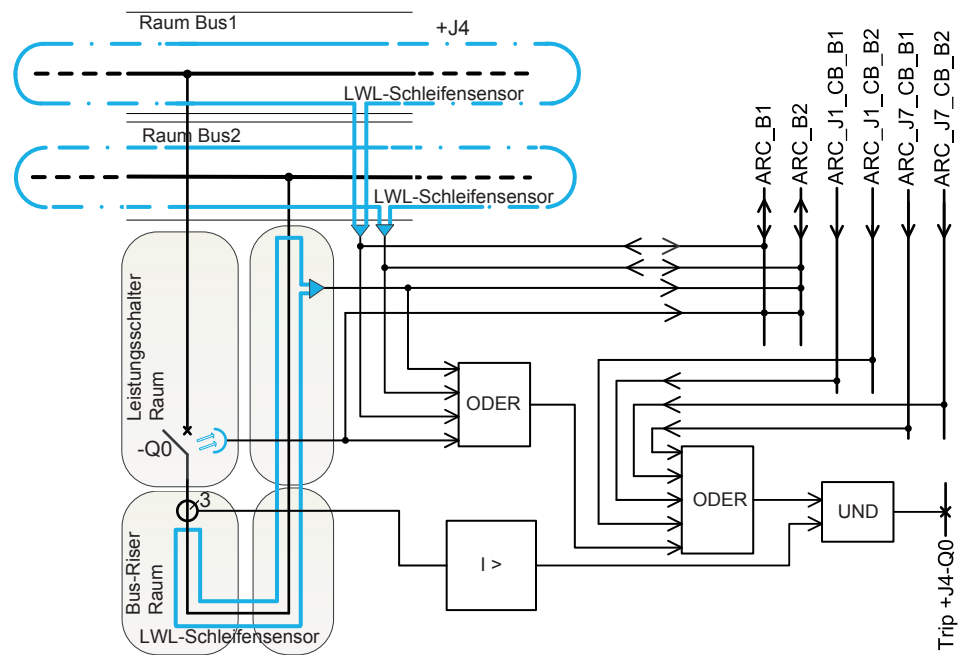 Raum Bus1
+J4
LWL-Schleifensensor
Raum Bus2
LWL-Schleifensensor
ARC_B1
ARC_B2
ARC_J1_CB_B1
ARC_J1_CB_B2
ARC_J7_CB_B1
ARC_J7_CB_B2
Leistungsschalter
Raum
-Q0
ODER
3
ODER
UND
I >
Bus-Riser
Raum
LWL-Schleifensensor
Trip +J4-Q0